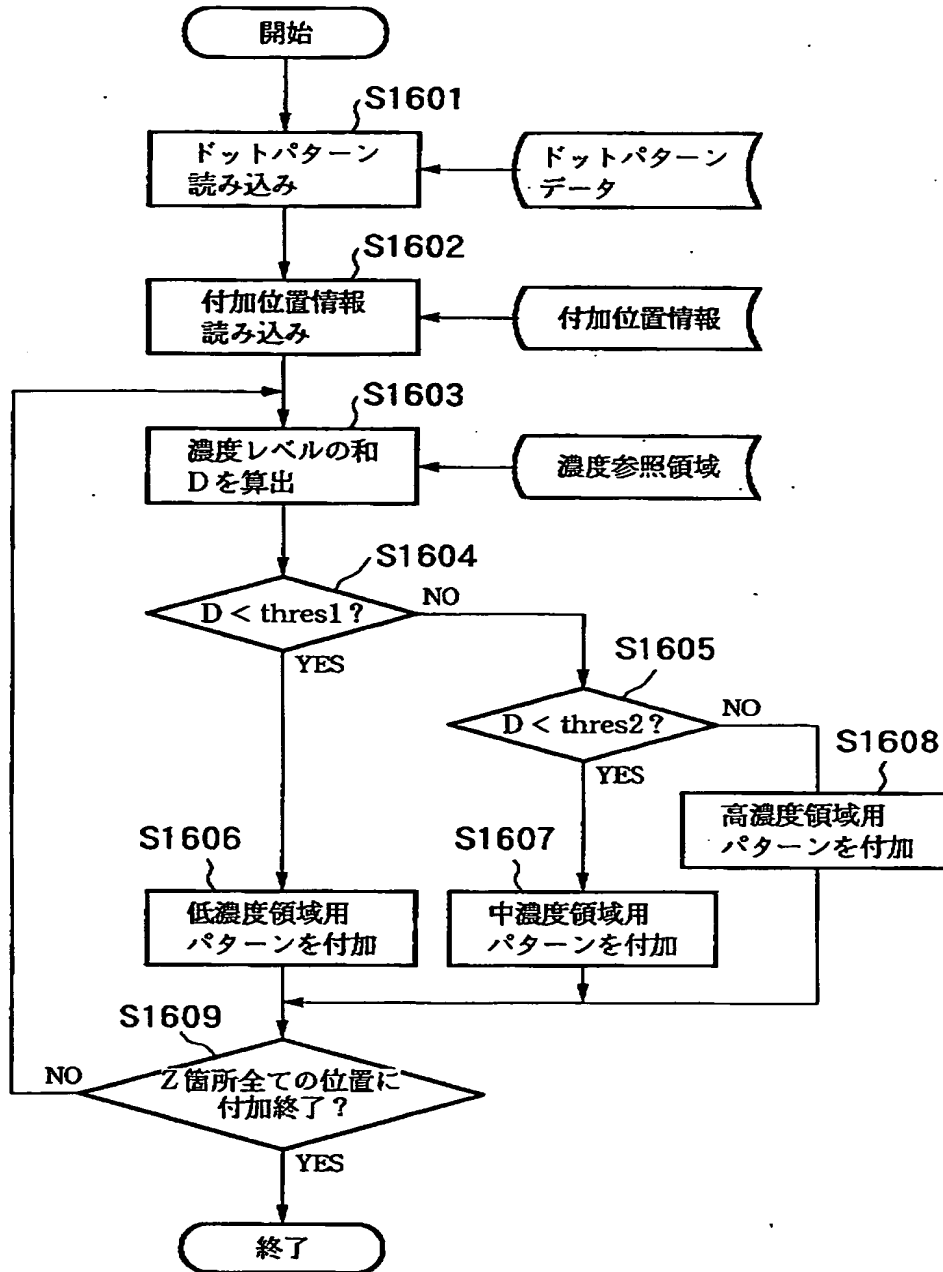 開始
S1601
ドットパターン
読み込み
ドットパターン
データ
S1602
付加位置情報
読み込み
付加位置情報
S1603
濃度レベルの和
Dを算出
濃度参照領域
S1604
D < thres1?
NO
YES
S1605
D < thres2?
NO
YES
S1608
高濃度領域用
パターンを付加
S1606
低濃度領域用
パターンを付加
S1607
中濃度領域用
パターンを付加
S1609
Z箇所全ての位置に
付加終了?
NO
YES
終了